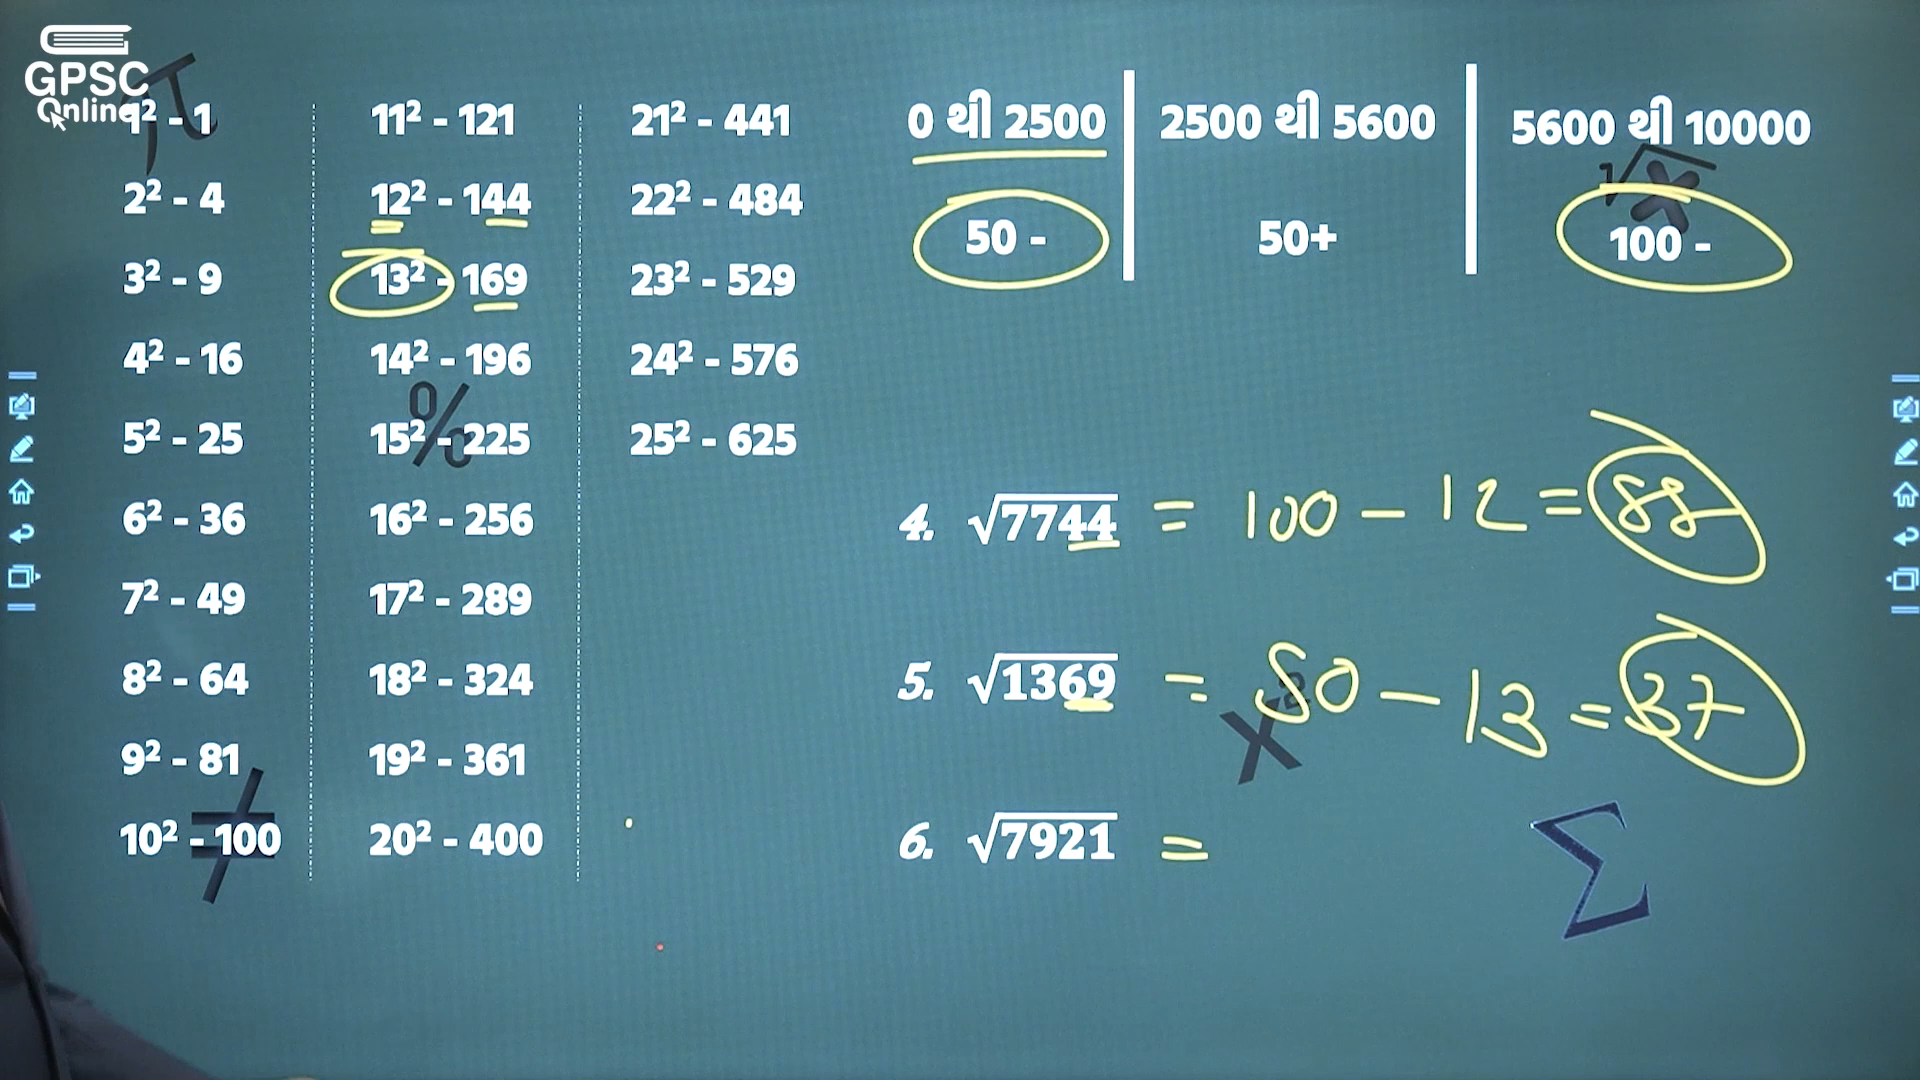 GPSC
Online
π
1² - 1
2² - 4
3² - 9
4² - 16
5² - 25
6² - 36
7² - 49
8² - 64
9² - 81
10² - 100
11² - 121
12² - 144
13² - 169
14² - 196
%
15² - 225
16² - 256
17² - 289
18² - 324
19² - 361
20² - 400
21² - 441
22² - 484
23² - 529
24² - 576
25² - 625
0 થી 2500
50 -
2500 થી 5600
50+
5600 થી 10000
√x
100 -
4. √7744 = 100 - 12 = 88
5. √1369 = 50 - 13 = 37
x²
6. √7921 =
≠
Σ